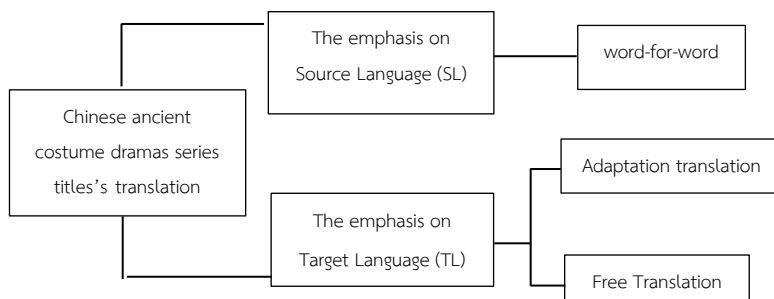 The emphasis on
Source Language (SL)
word-for-word
Chinese ancient
costume dramas series
titles's translation
Adaptation translation
The emphasis on
Target Language (TL)
Free Translation